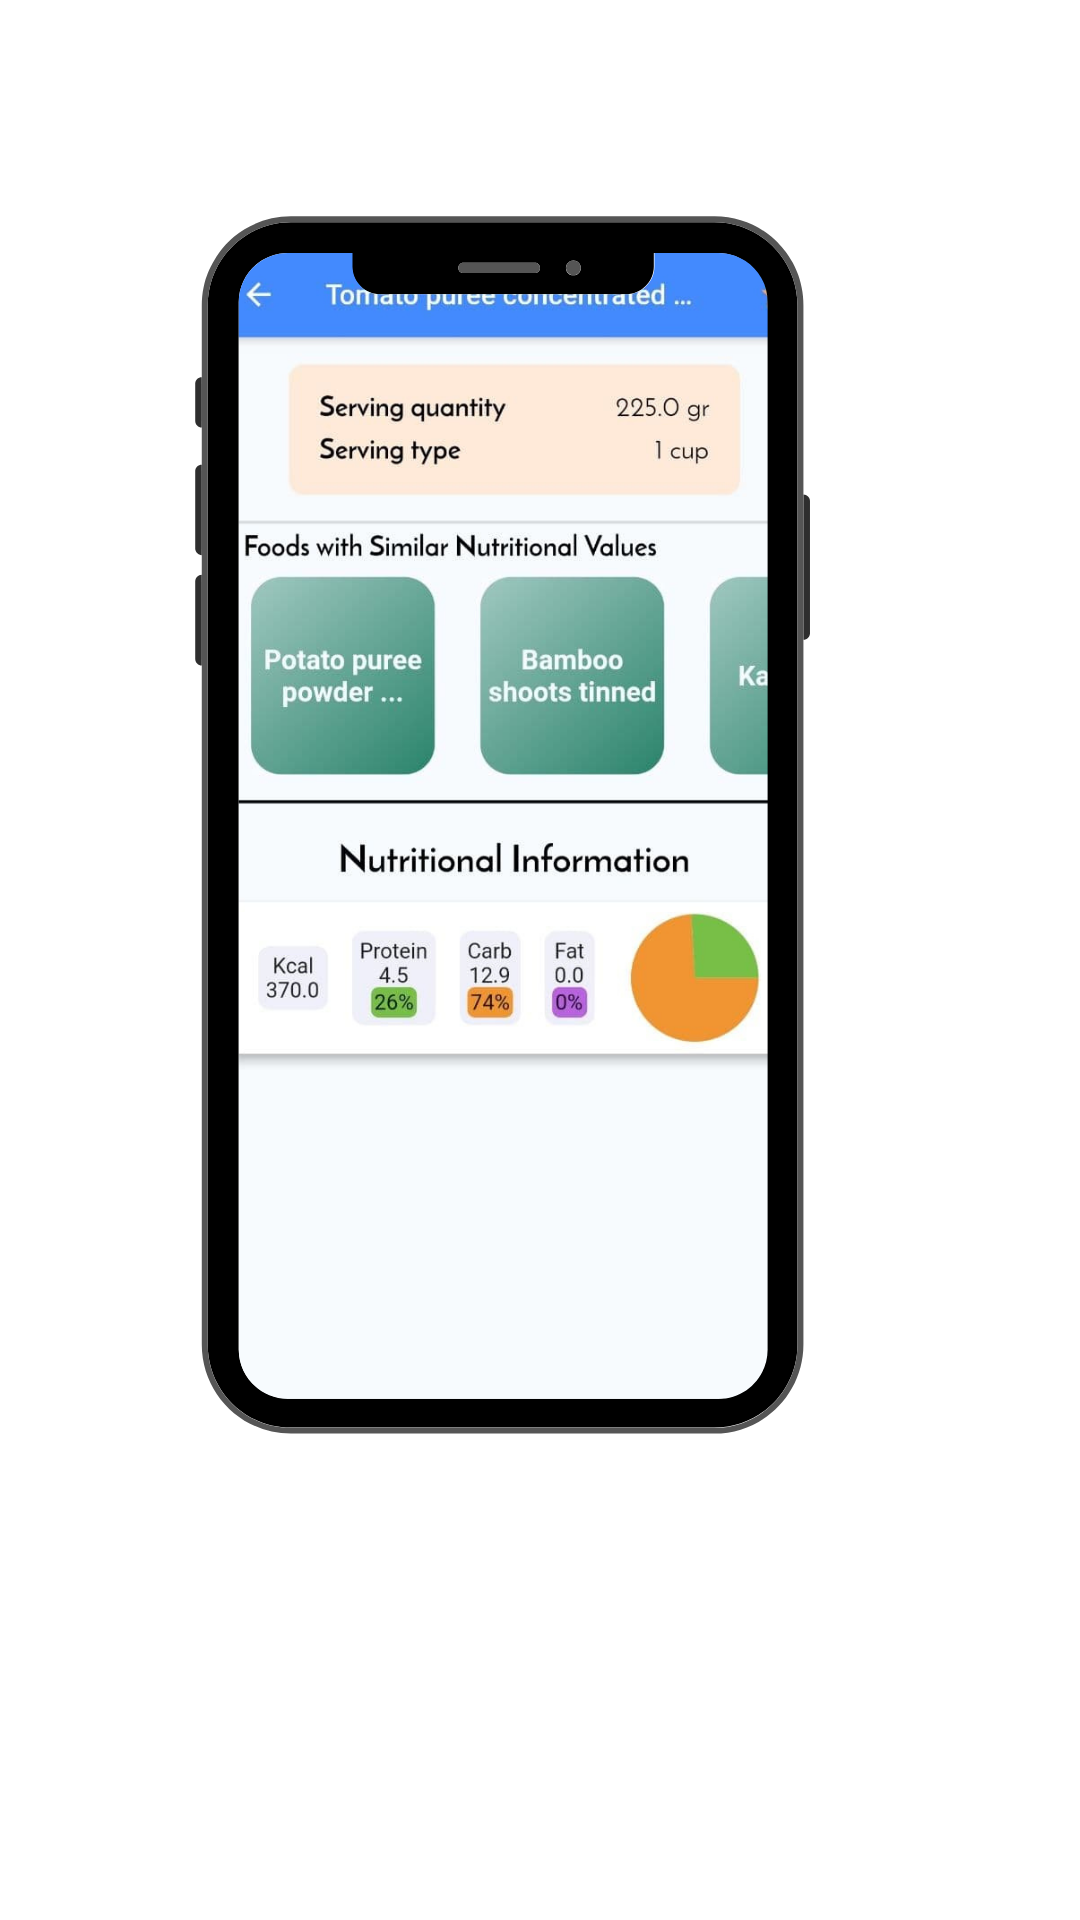 Tomato puree concentrated ...
Serving quantity 225.0 gr
Serving type 1 cup
Foods with Similar Nutritional Values
Potato puree
powder ...
Bamboo
shoots tinned
Ka
Nutritional Information
Kcal
370.0
Protein
4.5
26%
Carb
12.9
74%
Fat
0.0
0%